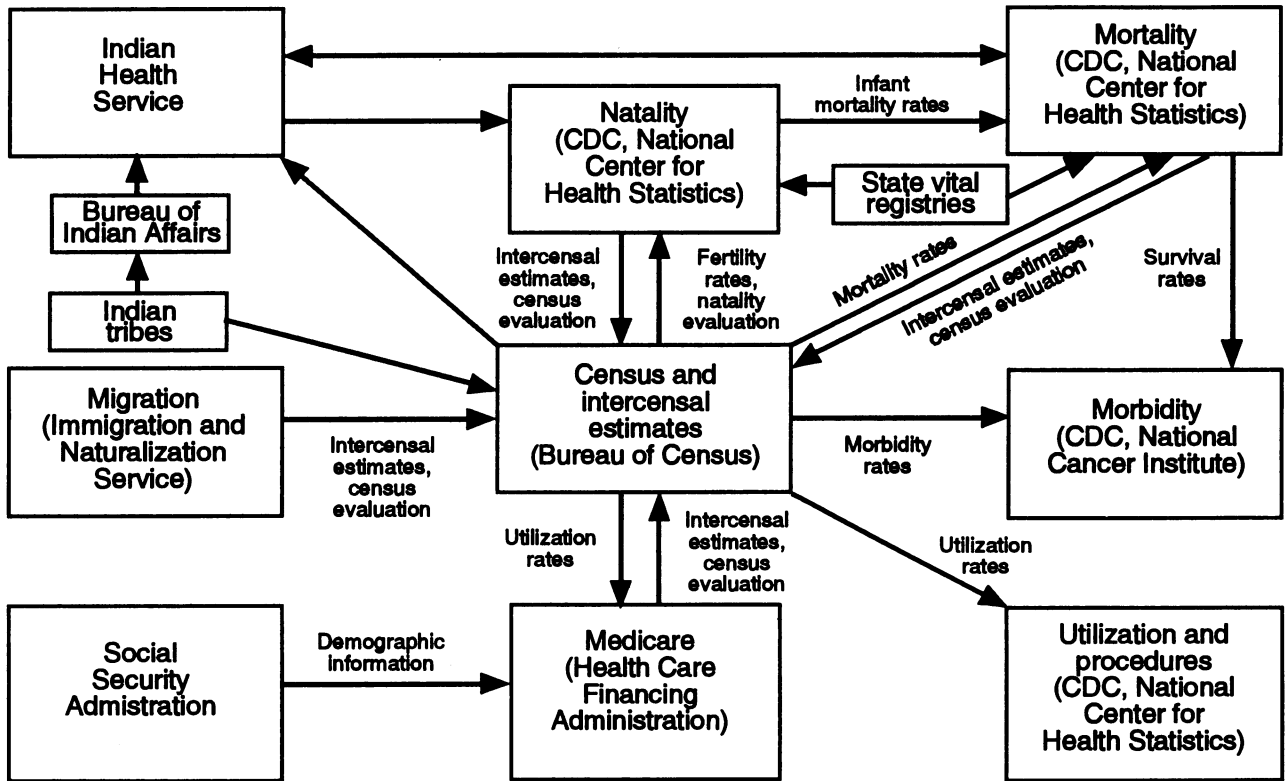 Indian
Health
Service
Mortality
(CDC, National
Center for
Health Statistics)
Infant
mortality rates
Natality
(CDC, National
Center for
Health Statistics)
State vital
registries
Bureau of
Indian Affairs
Indian
tribes
Intercensal
estimates,
census
evaluation
Fertility
rates,
natality
evaluation
Mortality rates
Intercensal estimates,
census evaluation
Survival
rates
Migration
(Immigration and
Naturalization
Service)
Intercensal
estimates,
census
evaluation
Census and
intercensal
estimates
(Bureau of Census)
Morbidity
rates
Morbidity
(CDC, National
Cancer Institute)
Utilization
rates
Intercensal
estimates,
census
evaluation
Utilization
rates
Social
Security
Admistration
Demographic
information
Medicare
(Health Care
Financing
Administration)
Utilization and
procedures
(CDC, National
Center for
Health Statistics)